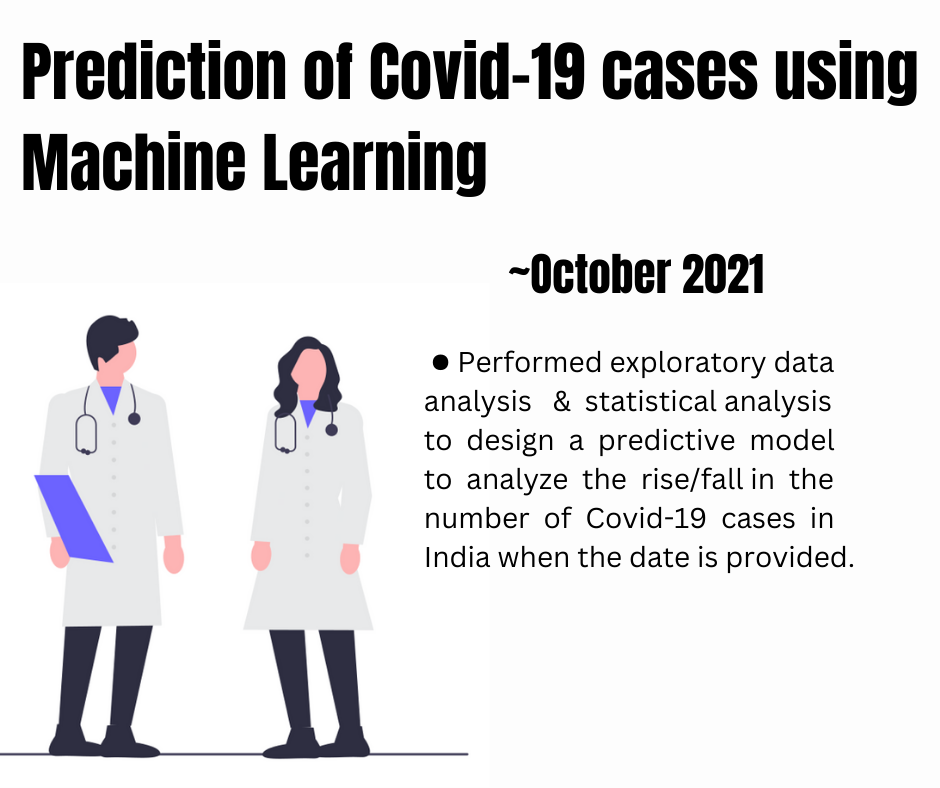 Prediction of Covid-19 cases using
Machine Learning
~October 2021
● Performed exploratory data
analysis & statistical analysis
to design a predictive model
to analyze the rise/fall in the
number of Covid-19 cases in
India when the date is provided.